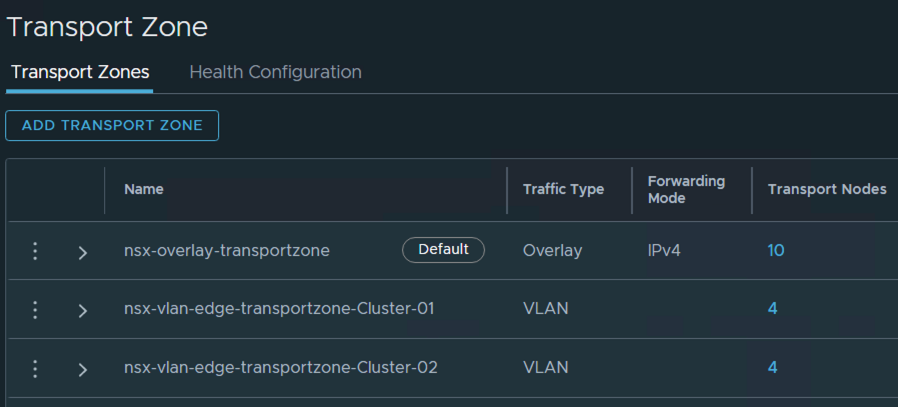 Transport Zone
Transport Zones Health Configuration
ADD TRANSPORT ZONE
Name Traffic Type Forwarding Mode Transport Nodes
nsx-overlay-transportzone Default Overlay IPv4 10
nsx-vlan-edge-transportzone-Cluster-01 VLAN 4
nsx-vlan-edge-transportzone-Cluster-02 VLAN 4